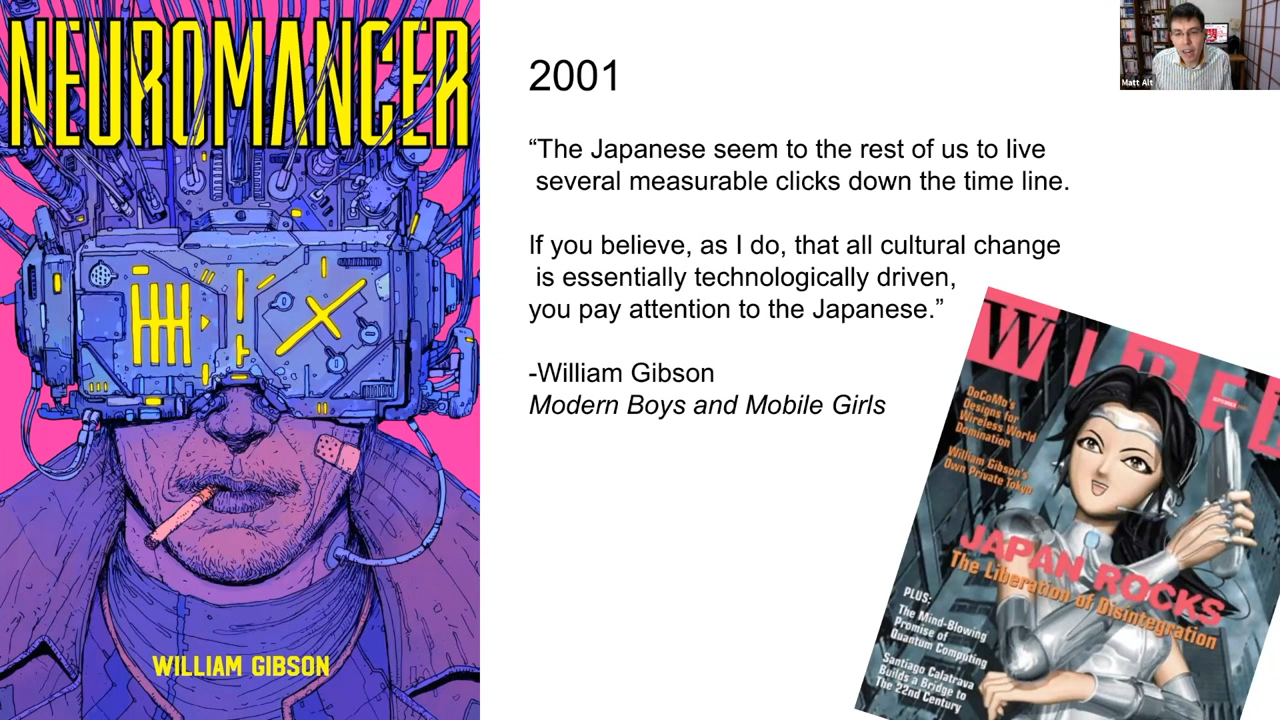 NEUROMANCER
WILLIAM GIBSON
2001
“The Japanese seem to the rest of us to live
several measurable clicks down the time line.
If you believe, as I do, that all cultural change
is essentially technologically driven,
you pay attention to the Japanese.”
-William Gibson
Modern Boys and Mobile Girls
WIRED
DoCoMo's
Designs for
Wireless World
Domination
William Gibson's
Own Private Tokyo
JAPAN ROCKS
The Liberation of Disintegration
PLUS:
The Mind-Blowing
Promise of
Quantum Computing
Santiago Calatrava
Builds a Bridge to
The 22nd Century
Matt Alt